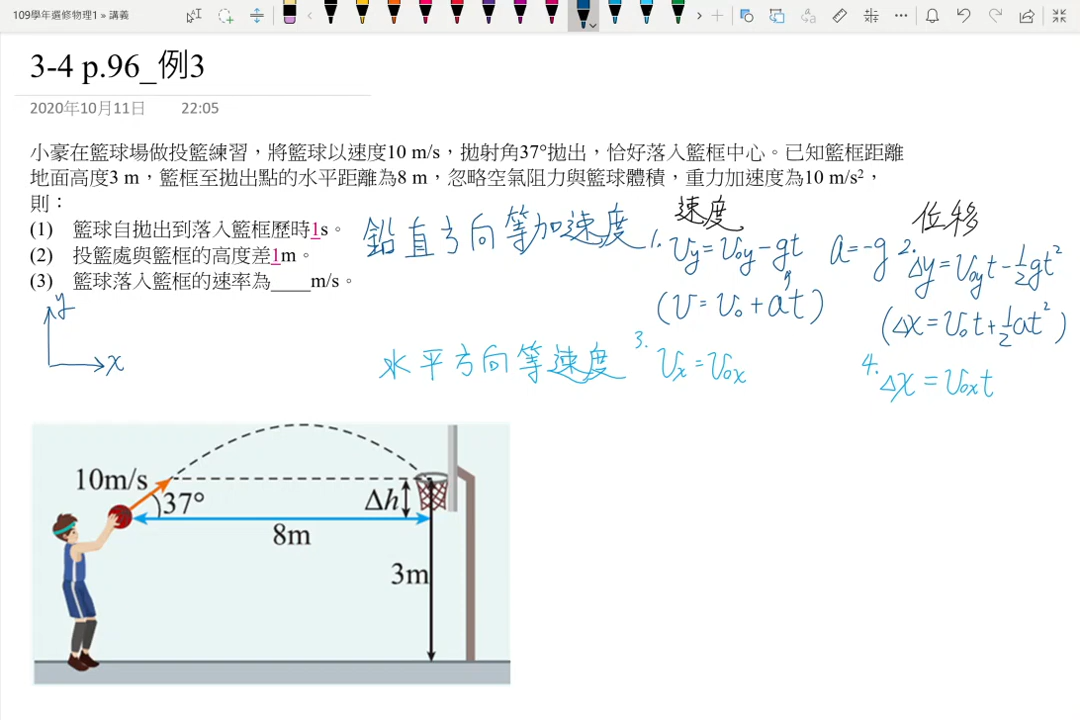 109學年選修物理1 » 講義
3-4 p.96_例3
2020年10月11日 22:05
小豪在籃球場做投籃練習，將籃球以速度10 m/s，拋射角37°拋出，恰好落入籃框中心。已知籃框距離
地面高度3 m，籃框至拋出點的水平距離為8 m，忽略空氣阻力與籃球體積，重力加速度為10 m/s²，
則：
(1) 籃球自拋出到落入籃框歷時1s。
(2) 投籃處與籃框的高度差1m。
(3) 籃球落入籃框的速率為____m/s。
速度
位移
鉛直方向等加速度 1. Vy=V0y-gt a=-g 2. Δy=V0yt-½gt²
(V=V0+at) (Δx=V0t+½at²)
y
x
水平方向等速度 3. Vx=V0x 4. Δx=V0xt
10m/s
37°
Δh
8m
3m